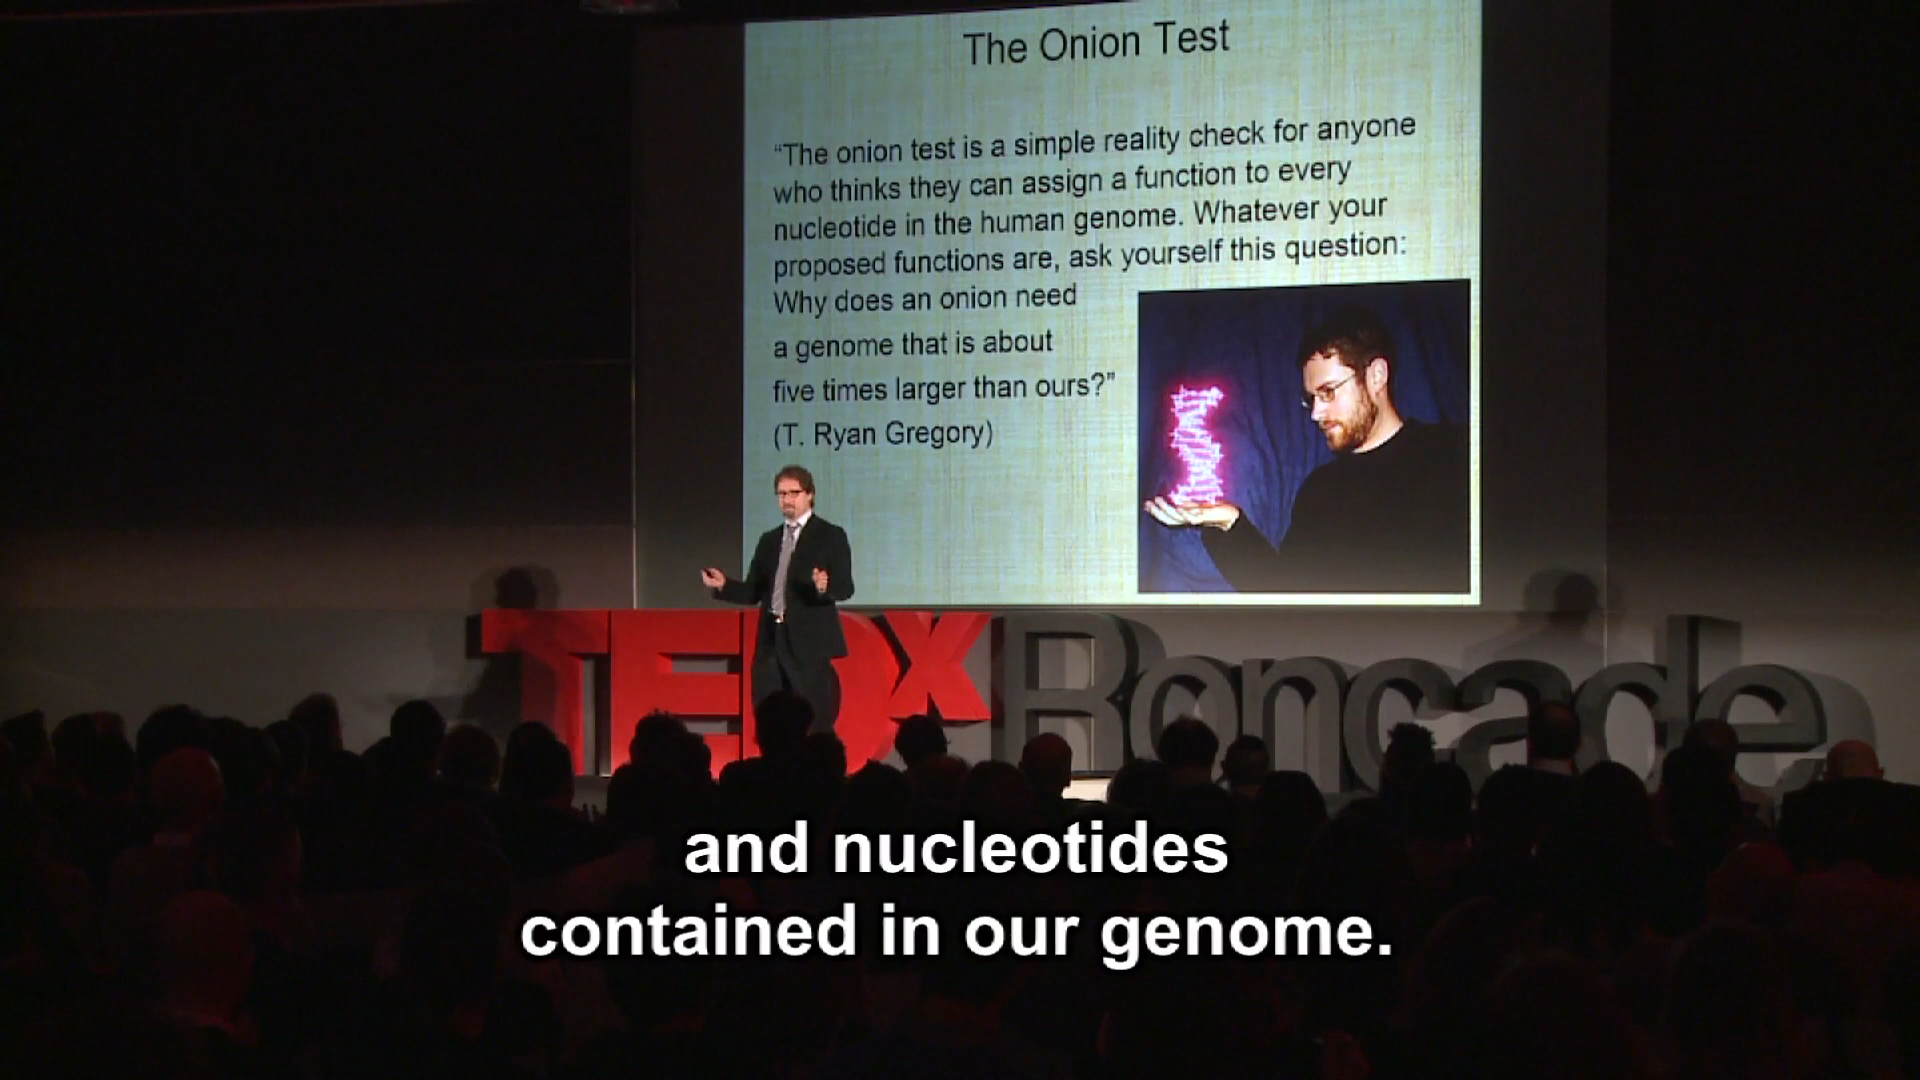 The Onion Test
“The onion test is a simple reality check for anyone
who thinks they can assign a function to every
nucleotide in the human genome. Whatever your
proposed functions are, ask yourself this question:
Why does an onion need
a genome that is about
five times larger than ours?”
(T. Ryan Gregory)
TEDxRoncade
and nucleotides
contained in our genome.